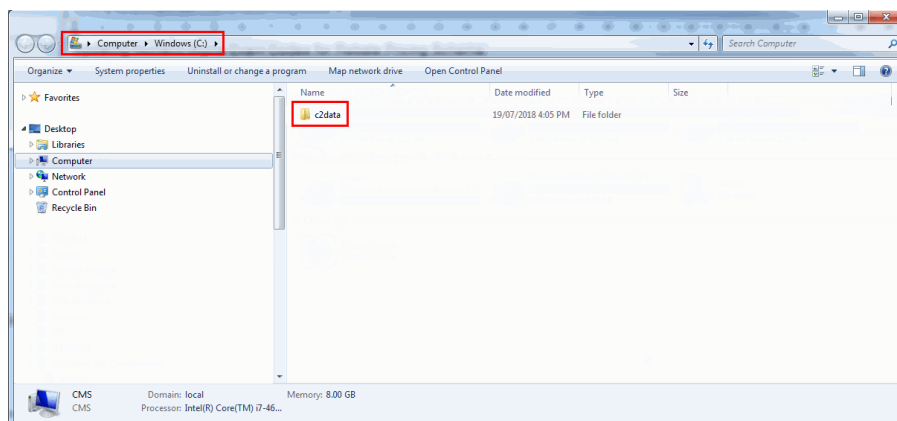 Computer ▸ Windows (C:) ▸
Search Computer
Organize ▾ System properties Uninstall or change a program Map network drive Open Control Panel
Favorites
Desktop
Libraries
Computer
Network
Control Panel
Recycle Bin
Name Date modified Type Size
c2data 19/07/2018 4:05 PM File folder
CMS Domain: local Memory: 8.00 GB
CMS Processor: Intel(R) Core(TM) i7-46...